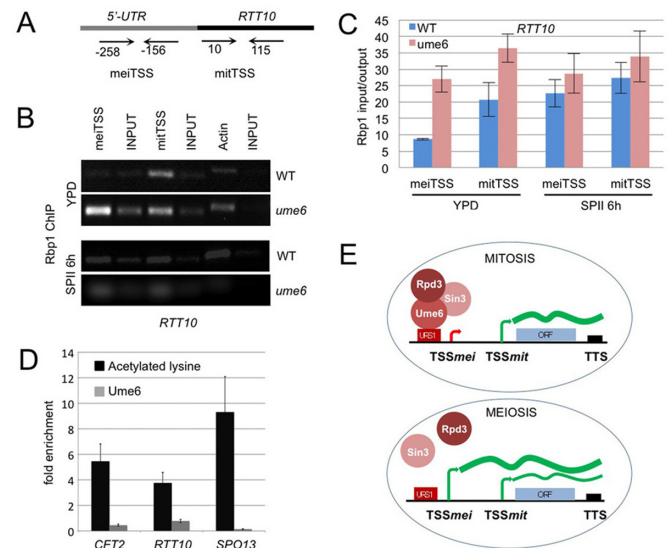 A
5'-UTR RTT10
-258 -156 10 115
meiTSS mitTSS
B
meiTSS INPUT mitTSS INPUT Actin INPUT
Rbp1 ChIP
YPD
WT
ume6
SPII 6h
WT
ume6
RTT10
C
RTT10
WT
ume6
Rbp1 input/output
45
40
35
30
25
20
15
10
5
0
meiTSS mitTSS meiTSS mitTSS
YPD SPII 6h
D
Acetylated lysine
Ume6
fold enrichment
14
12
10
8
6
4
2
0
CFT2 RTT10 SPO13
E
MITOSIS
Rpd3
Sin3
Ume6
URS1 ORF
TSSmei TSSmit TTS
MEIOSIS
Rpd3
Sin3
URS1 ORF
TSSmei TSSmit TTS